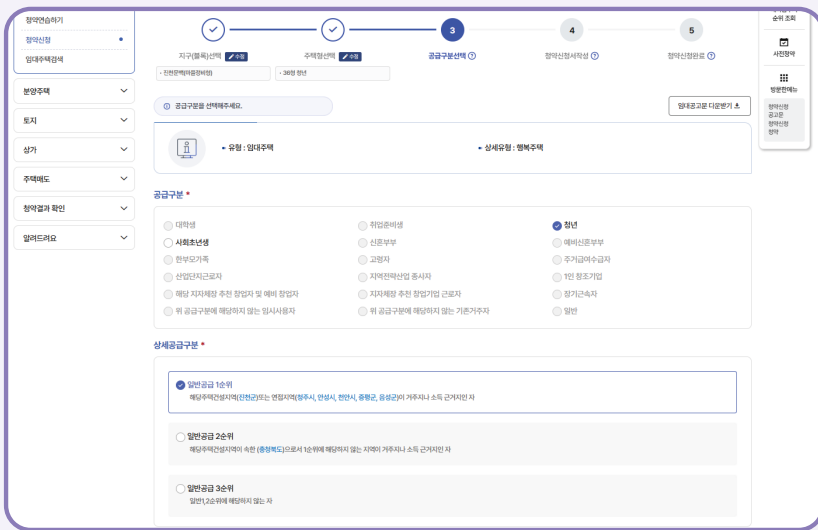 청약연습하기
청약신청
임대주택검색
분양주택
토지
상가
주택매도
청약결과 확인
알려드려요
지구(블록)선택 수정
· 진천문백(마을정비형)
주택형선택 수정
· 36형 청년
3
공급구분선택
4
청약신청서작성
5
청약신청완료
순위 조회
사전청약
방문한메뉴
청약신청
공고문
청약신청
청약
공급구분을 선택해주세요.
임대공고문 다운받기
유형 : 임대주택
상세유형 : 행복주택
공급구분 *
대학생 취업준비생 청년
사회초년생 신혼부부 예비신혼부부
한부모가족 고령자 주거급여수급자
산업단지근로자 지역전략산업 종사자 1인 창조기업
해당 지자체장 추천 창업자 및 예비 창업자 지자체장 추천 창업기업 근로자 장기근속자
위 공급구분에 해당하지 않는 임시사용자 위 공급구분에 해당하지 않는 기존거주자 일반
상세공급구분 *
일반공급 1순위
해당주택건설지역(진천군)또는 연접지역(청주시, 안성시, 천안시, 증평군, 음성군)이 거주지나 소득 근거지인 자
일반공급 2순위
해당주택건설지역이 속한 (충청북도)으로서 1순위에 해당하지 않는 지역이 거주지나 소득 근거지인 자
일반공급 3순위
일반1,2순위에 해당하지 않는 자